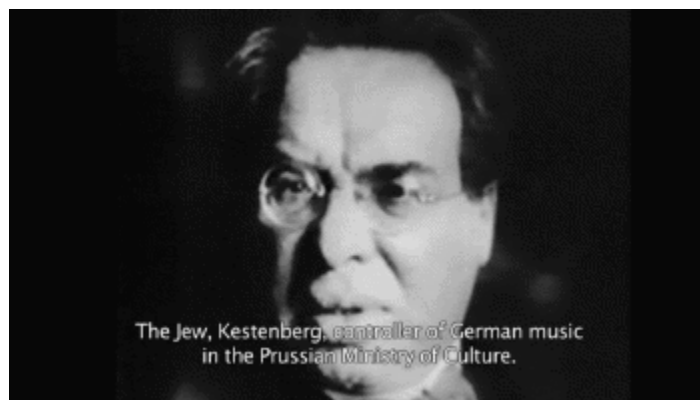 The Jew, Kestenberg, controller of German music
in the Prussian Ministry of Culture.